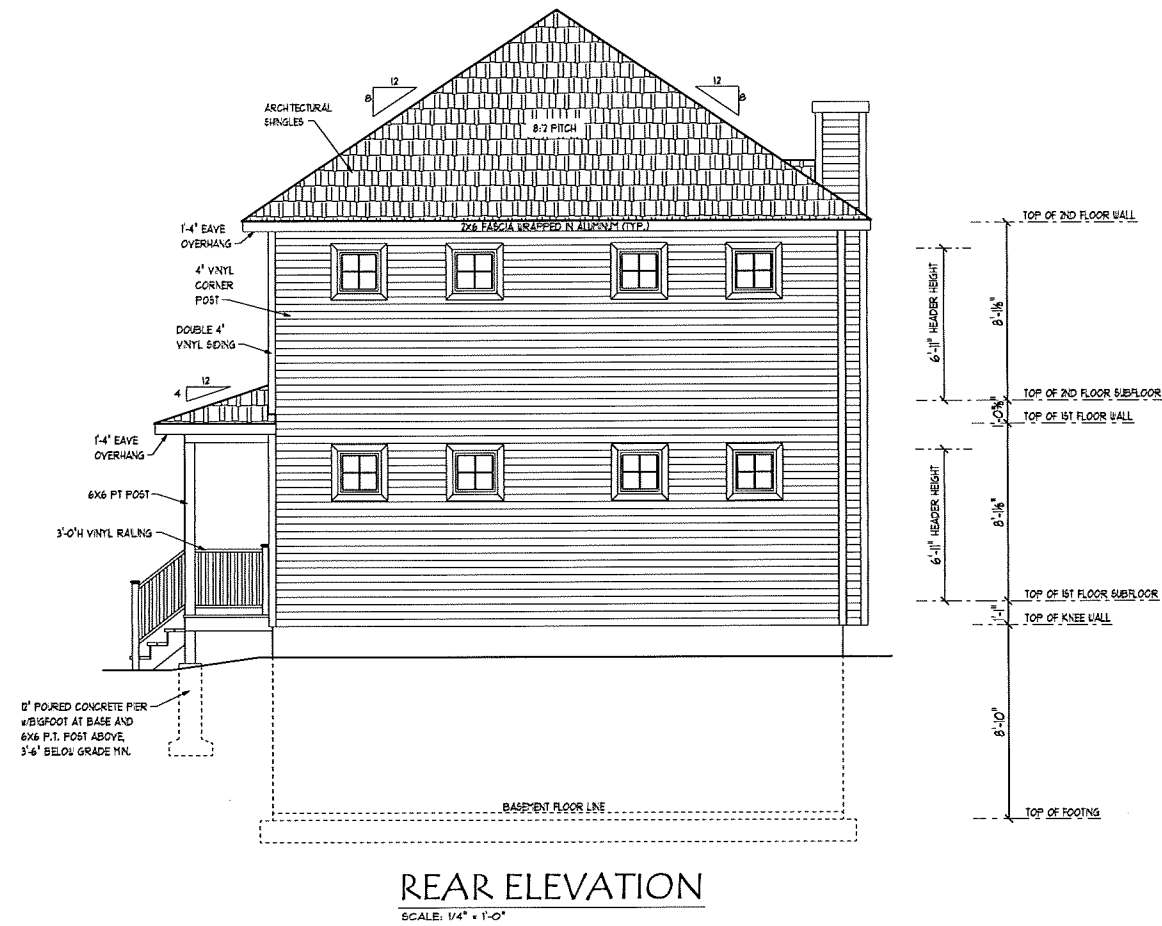 12
8
12
8
ARCHITECTURAL
SHINGLES
8:12 PITCH
1'-4" EAVE
OVERHANG
2X6 FASCIA WRAPPED IN ALUMINUM (TYP.)
TOP OF 2ND FLOOR WALL
4" VINYL
CORNER
POST
6'-11" HEADER HEIGHT
8'-1⅛"
DOUBLE 4"
VINYL SIDING
12
4
TOP OF 2ND FLOOR SUBFLOOR
TOP OF 1ST FLOOR WALL
1'-4" EAVE
OVERHANG
6X6 PT POST
3'-0"H VINYL RAILING
6'-11" HEADER HEIGHT
8'-1⅛"
TOP OF 1ST FLOOR SUBFLOOR
1'-1"
TOP OF KNEE WALL
12" POURED CONCRETE PIER
W/BIGFOOT AT BASE AND
6X6 P.T. POST ABOVE,
3'-6" BELOW GRADE MIN.
8'-10"
BASEMENT FLOOR LINE
TOP OF FOOTING
REAR ELEVATION
SCALE: 1/4" = 1'-0"